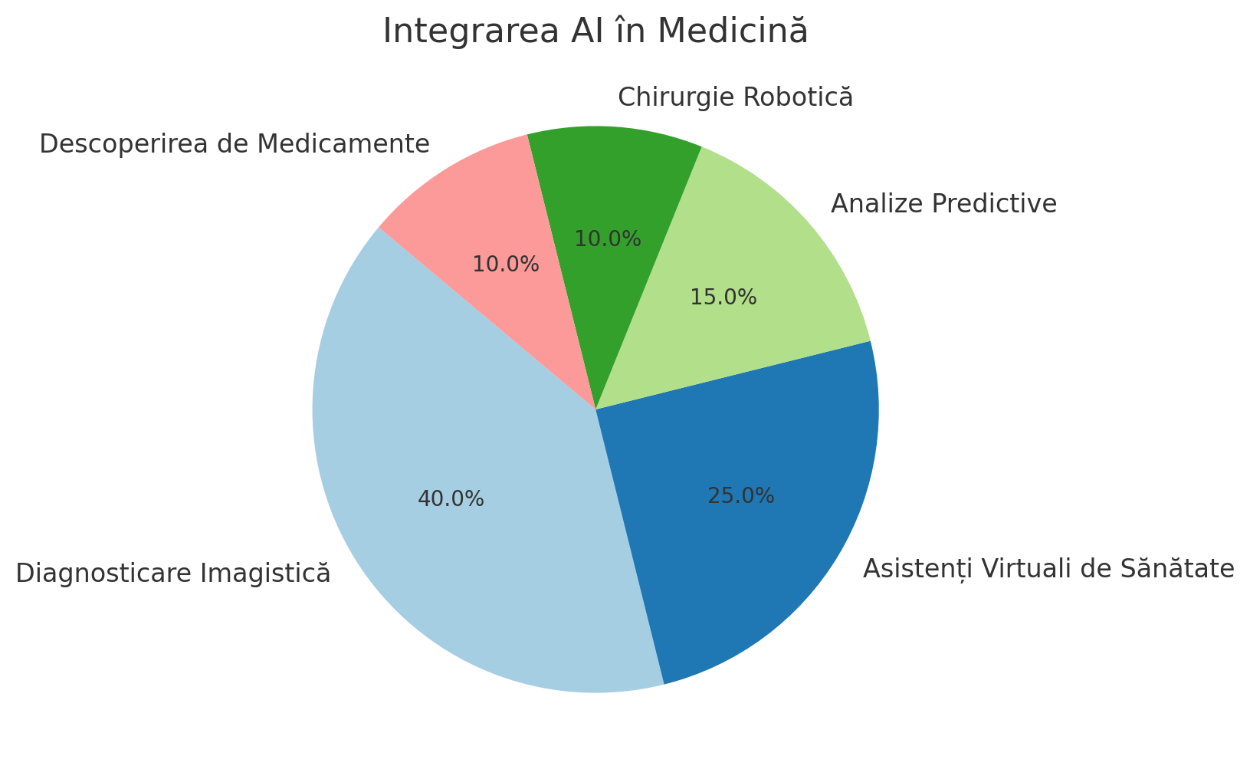 Integrarea AI în Medicină
Chirurgie Robotică
Descoperirea de Medicamente
Analize Predictive
10.0%
10.0%
15.0%
40.0%
25.0%
Diagnosticare Imagistică
Asistenți Virtuali de Sănătate